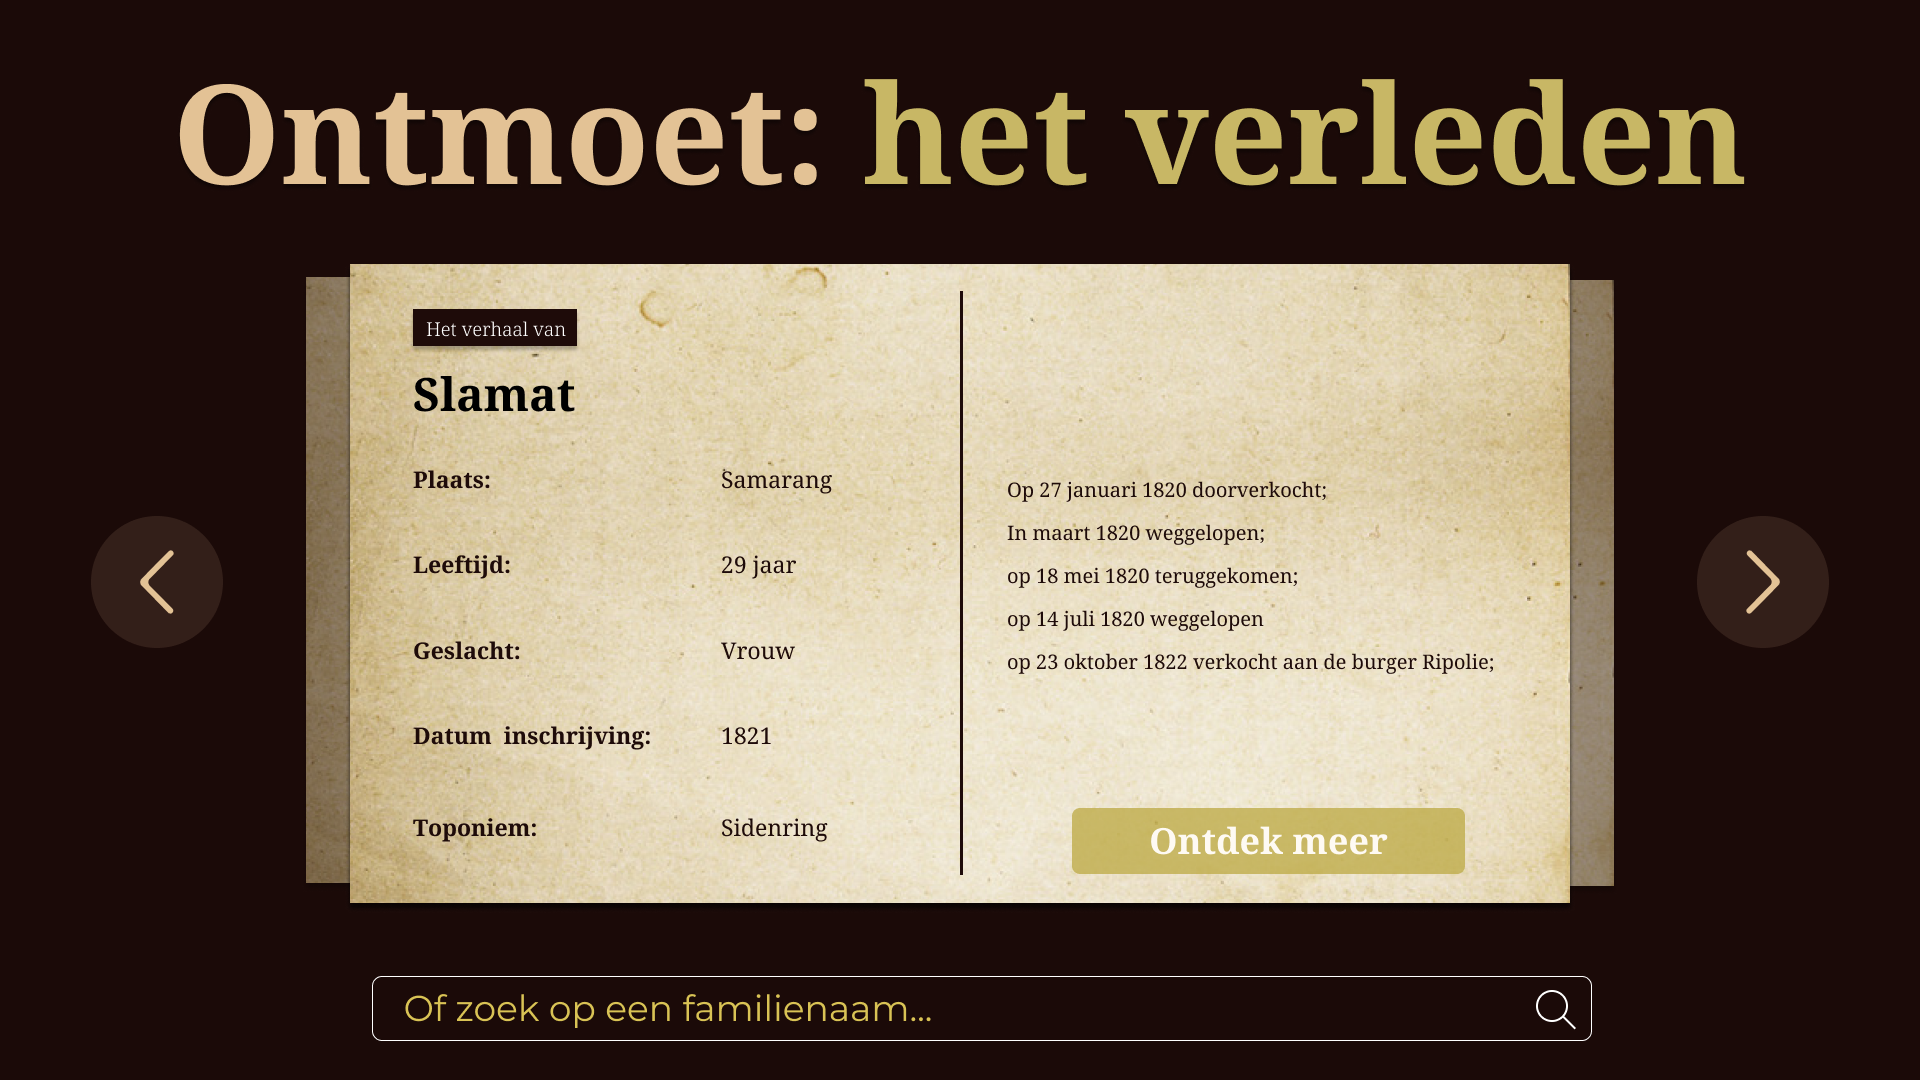 Ontmoet: het verleden
Het verhaal van
Slamat
Plaats: Samarang
Leeftijd: 29 jaar
Geslacht: Vrouw
Datum inschrijving: 1821
Toponiem: Sidenring
Op 27 januari 1820 doorverkocht;
In maart 1820 weggelopen;
op 18 mei 1820 teruggekomen;
op 14 juli 1820 weggelopen
op 23 oktober 1822 verkocht aan de burger Ripolie;
Ontdek meer
Of zoek op een familienaam...